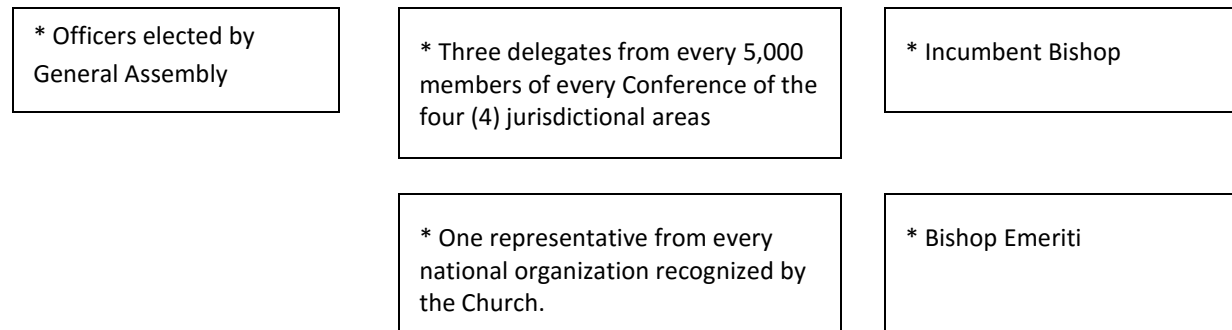 * Officers elected by
General Assembly
* Three delegates from every 5,000
members of every Conference of the
four (4) jurisdictional areas
* Incumbent Bishop
* One representative from every
national organization recognized by
the Church.
* Bishop Emeriti